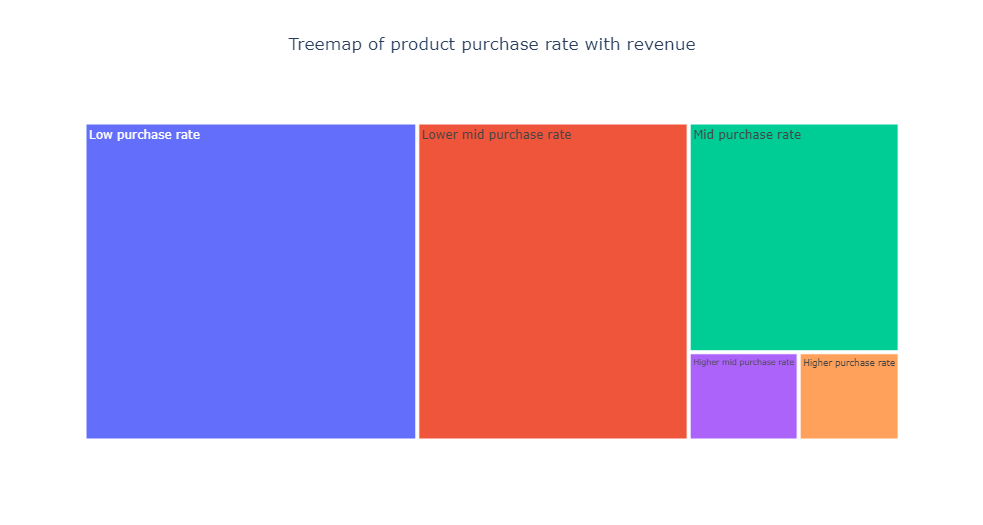 Treemap of product purchase rate with revenue
Low purchase rate
Lower mid purchase rate
Mid purchase rate
Higher mid purchase rate
Higher purchase rate